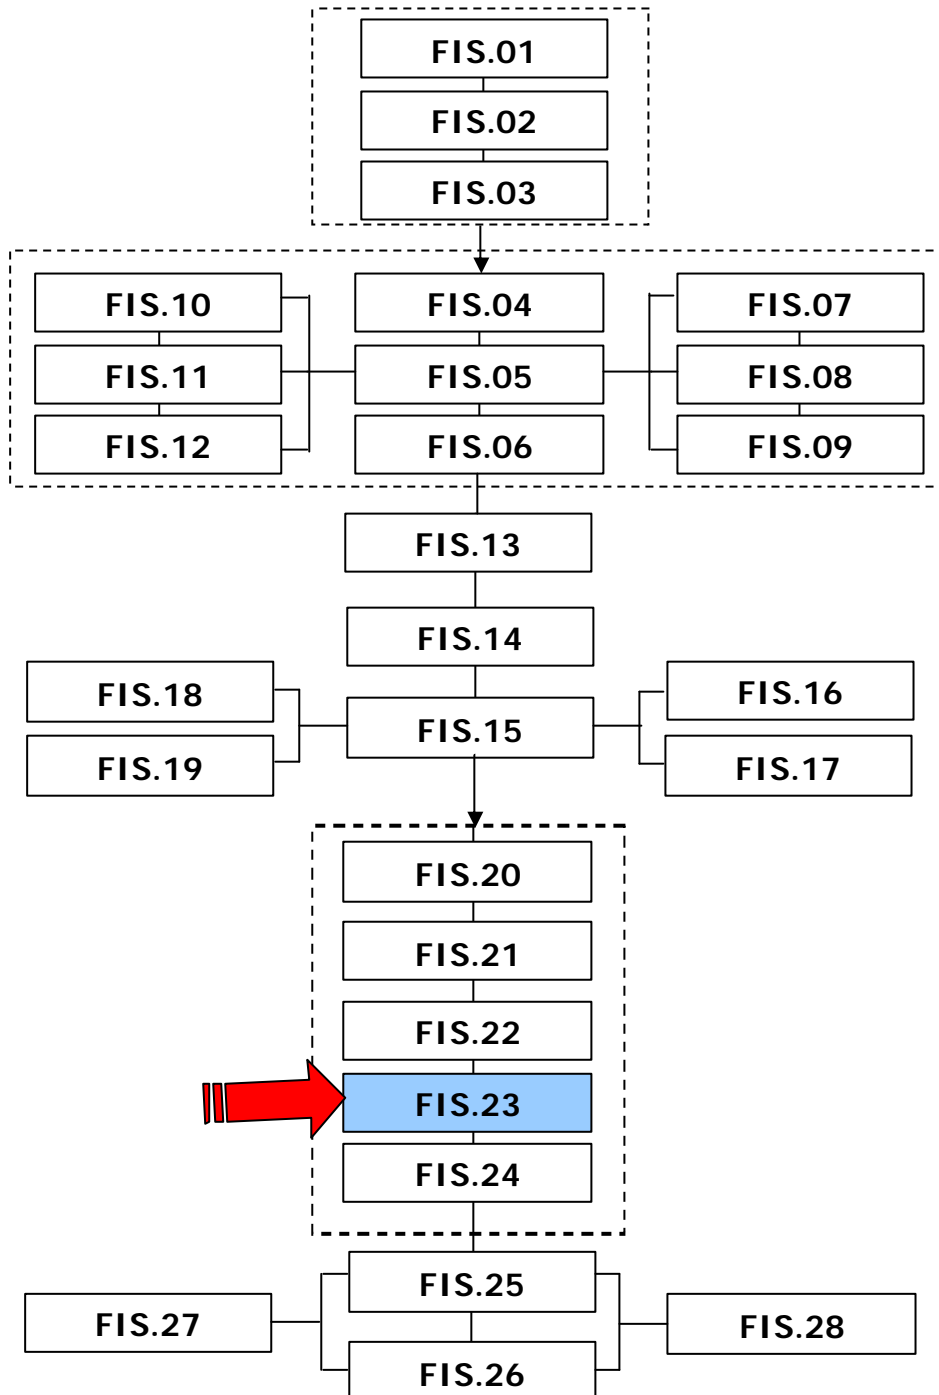 FIS.01
FIS.02
FIS.03
FIS.10 FIS.04 FIS.07
FIS.11 FIS.05 FIS.08
FIS.12 FIS.06 FIS.09
FIS.13
FIS.14
FIS.18 FIS.16
FIS.15
FIS.19 FIS.17
FIS.20
FIS.21
FIS.22
FIS.23
FIS.24
FIS.25
FIS.27 FIS.28
FIS.26